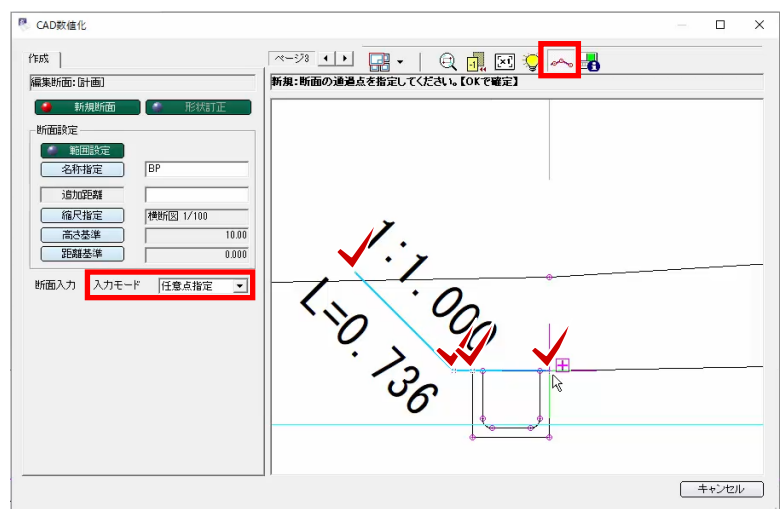 CAD数値化
作成
ページ3
編集断面:[計画]
新規:断面の通過点を指定してください。【OKで確定】
新規断面
形状訂正
断面設定
範囲設定
名称指定
BP
追加距離
縮尺指定
横断図 1/100
高さ基準
10.00
距離基準
0.000
断面入力
入力モード
任意点指定
1:1.000
L=0.736
キャンセル